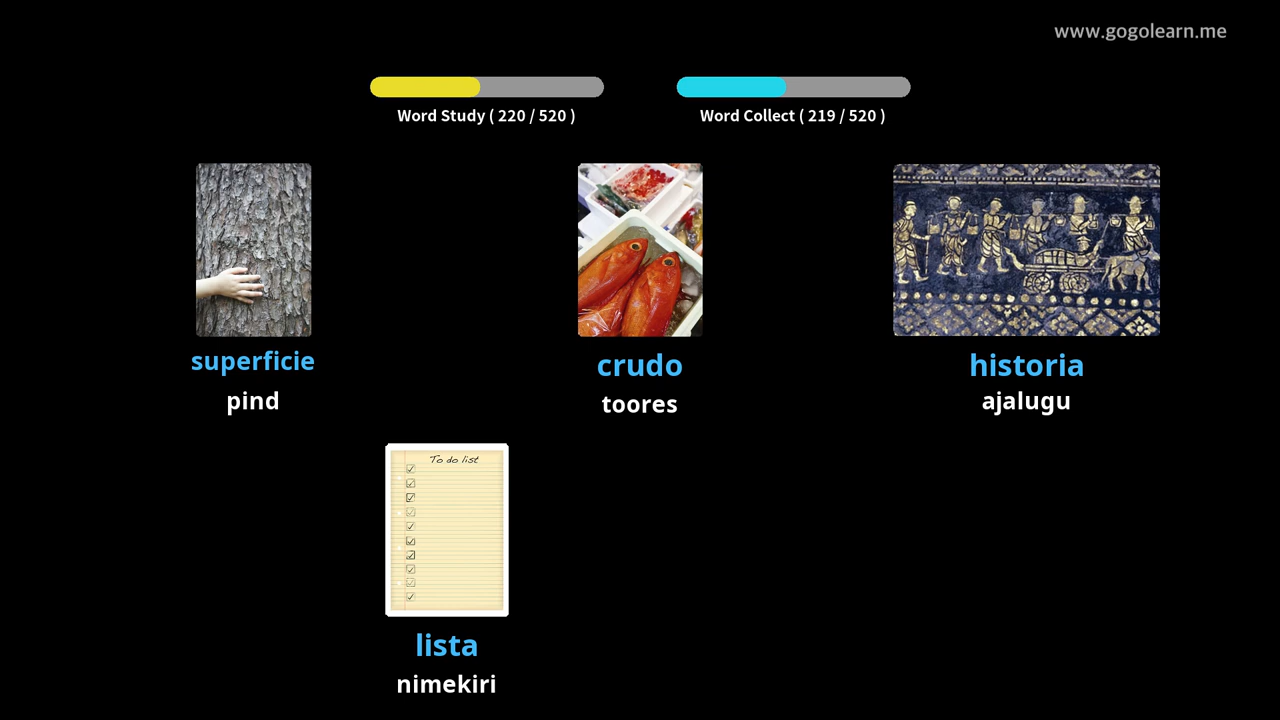 www.gogolearn.me
Word Study ( 220 / 520 )
Word Collect ( 219 / 520 )
superficie
pind
crudo
toores
historia
ajalugu
To do list
lista
nimekiri